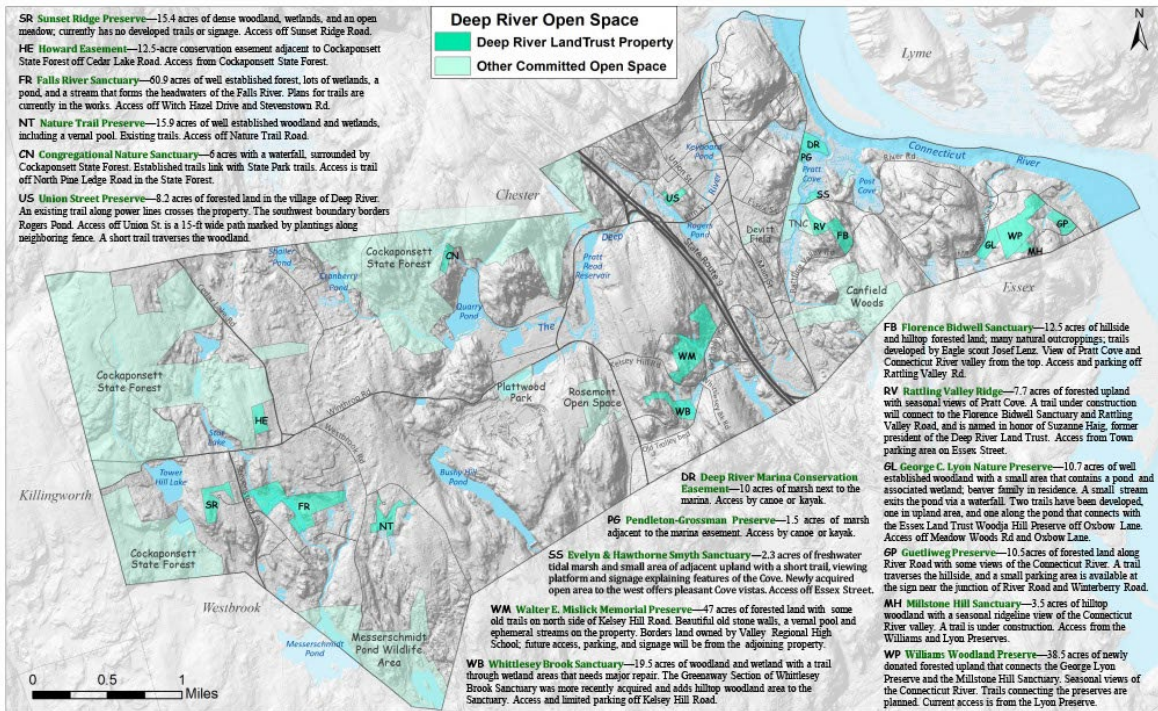 Deep River Open Space
Deep River LandTrust Property
Other Committed Open Space
N
SR Sunset Ridge Preserve—15.4 acres of dense woodland, wetlands, and an open
meadow; currently has no developed trails or signage. Access off Sunset Ridge Road.
HE Howard Easement—12.5-acre conservation easement adjacent to Cockaponsett
State Forest off Cedar Lake Road. Access from Cockaponsett State Forest.
FR Falls River Sanctuary—60.9 acres of well established forest, lots of wetlands, a
pond, and a stream that forms the headwaters of the Falls River. Plans for trails are
currently in the works. Access off Witch Hazel Drive and Stevenstown Rd.
NT Nature Trail Preserve—15.9 acres of well established woodland and wetlands,
including a vernal pool. Existing trails. Access off Nature Trail Road.
CN Congregational Nature Sanctuary—6 acres with a waterfall, surrounded by
Cockaponsett State Forest. Established trails link with State Park trails. Access is trail
off North Pine Ledge Road in the State Forest.
US Union Street Preserve—8.2 acres of forested land in the village of Deep River.
An existing trail along power lines crosses the property. The southwest boundary borders
Rogers Pond. Access off Union St. is a 15-ft wide path marked by plantings along
neighboring fence. A short trail traverses the woodland.
Lyme
Connecticut
River
River Rd
Keyboard
Pond
River
DR
PG
Pratt
Cove
Post
Cove
SS
US
Rogers
Pond
Devitt
Field
TNC
RV
FB
GL
WP
GP
MH
Essex
Canfield
Woods
State Route 9
Chester
Deep
Pratt
Read
Reservoir
Cockaponsett
State Forest
CN
Quarry
Pond
The
Cranberry
Pond
Cockaponsett
State Forest
HE
Winthrop Rd
Westbrook Rd
Plattwood
Park
Rosemont
Open Space
Kelsey Hill Rd
WM
WB
Old Trolley Bed
Bushy Hill
Pond
Killingworth
Tower
Hill Lake
SR
FR
NT
Cockaponsett
State Forest
Westbrook
Messerschmidt
Pond
Messerschmidt
Pond Wildlife
Area
0 0.5 1
Miles
DR Deep River Marina Conservation
Easement—10 acres of marsh next to the
marina. Access by canoe or kayak.
PG Pendleton-Grossman Preserve—1.5 acres of marsh
adjacent to the marina easement. Access by canoe or kayak.
SS Evelyn & Hawthorne Smyth Sanctuary—2.3 acres of freshwater
tidal marsh and small area of adjacent upland with a short trail, viewing
platform and signage explaining features of the Cove. Newly acquired
open area to the west offers pleasant Cove vistas. Access off Essex Street.
WM Walter E. Mislick Memorial Preserve—47 acres of forested land with some
old trails on north side of Kelsey Hill Road. Beautiful old stone walls, a vernal pool and
ephemeral streams on the property. Borders land owned by Valley Regional High
School; future access, parking, and signage will be from the adjoining property.
WB Whittlesey Brook Sanctuary—19.5 acres of woodland and wetland with a trail
through wetland areas that needs major repair. The Greenaway Section of Whittlesey
Brook Sanctuary was more recently acquired and adds hilltop woodland area to the
Sanctuary. Access and limited parking off Kelsey Hill Road.
FB Florence Bidwell Sanctuary—12.5 acres of hillside
and hilltop forested land; many natural outcroppings; trails
developed by Eagle scout Josef Lenz. View of Pratt Cove and
Connecticut River valley from the top. Access and parking off
Rattling Valley Rd.
RV Rattling Valley Ridge—7.7 acres of forested upland
with seasonal views of Pratt Cove. A trail under construction
will connect to the Florence Bidwell Sanctuary and Rattling
Valley Road, and is named in honor of Suzanne Haig, former
president of the Deep River Land Trust. Access from Town
parking area on Essex Street.
GL George C. Lyon Nature Preserve—10.7 acres of well
established woodland with a small area that contains a pond and
associated wetland; beaver family in residence. A small stream
exits the pond via a waterfall. Two trails have been developed,
one in upland area, and one along the pond that connects with
the Essex Land Trust Woodja Hill Preserve off Oxbow Lane.
Access off Meadow Woods Rd and Oxbow Lane.
GP Guetliweg Preserve—10.5acres of forested land along
River Road with some views of the Connecticut River. A trail
traverses the hillside, and a small parking area is available at
the sign near the junction of River Road and Winterberry Road.
MH Millstone Hill Sanctuary—3.5 acres of hilltop
woodland with a seasonal ridgeline view of the Connecticut
River valley. A trail is under construction. Access from the
Williams and Lyon Preserves.
WP Williams Woodland Preserve—38.5 acres of newly
donated forested upland that connects the George Lyon
Preserve and the Millstone Hill Sanctuary. Seasonal views of
the Connecticut River. Trails connecting the preserves are
planned. Current access is from the Lyon Preserve.